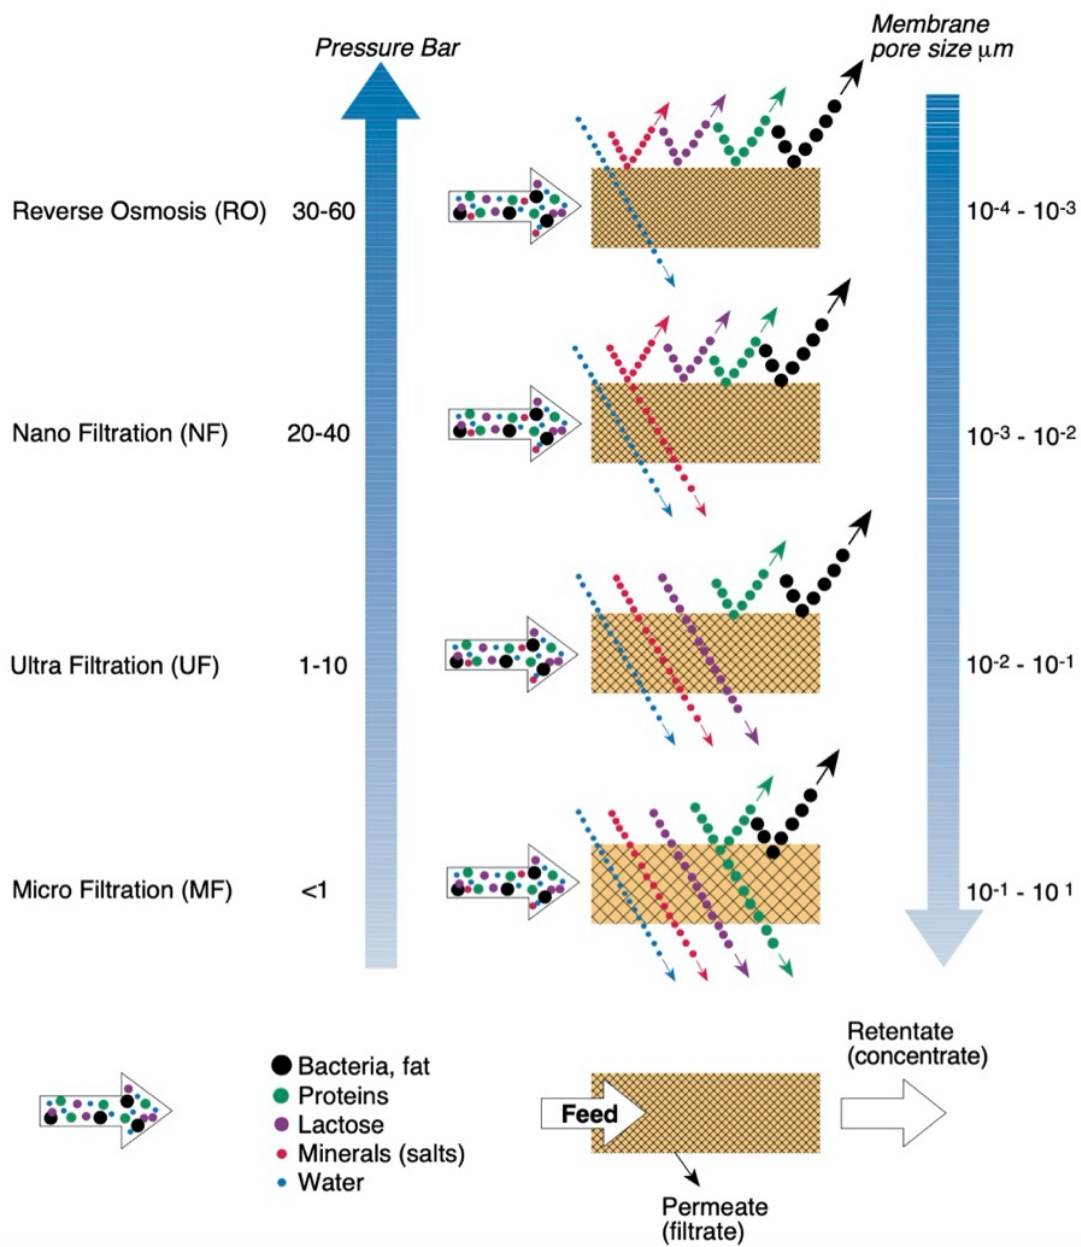 Pressure Bar
Membrane
pore size μm
Reverse Osmosis (RO) 30-60 10⁻⁴ - 10⁻³
Nano Filtration (NF) 20-40 10⁻³ - 10⁻²
Ultra Filtration (UF) 1-10 10⁻² - 10⁻¹
Micro Filtration (MF) <1 10⁻¹ - 10¹
Bacteria, fat
Proteins
Lactose
Minerals (salts)
Water
Feed
Retentate
(concentrate)
Permeate
(filtrate)